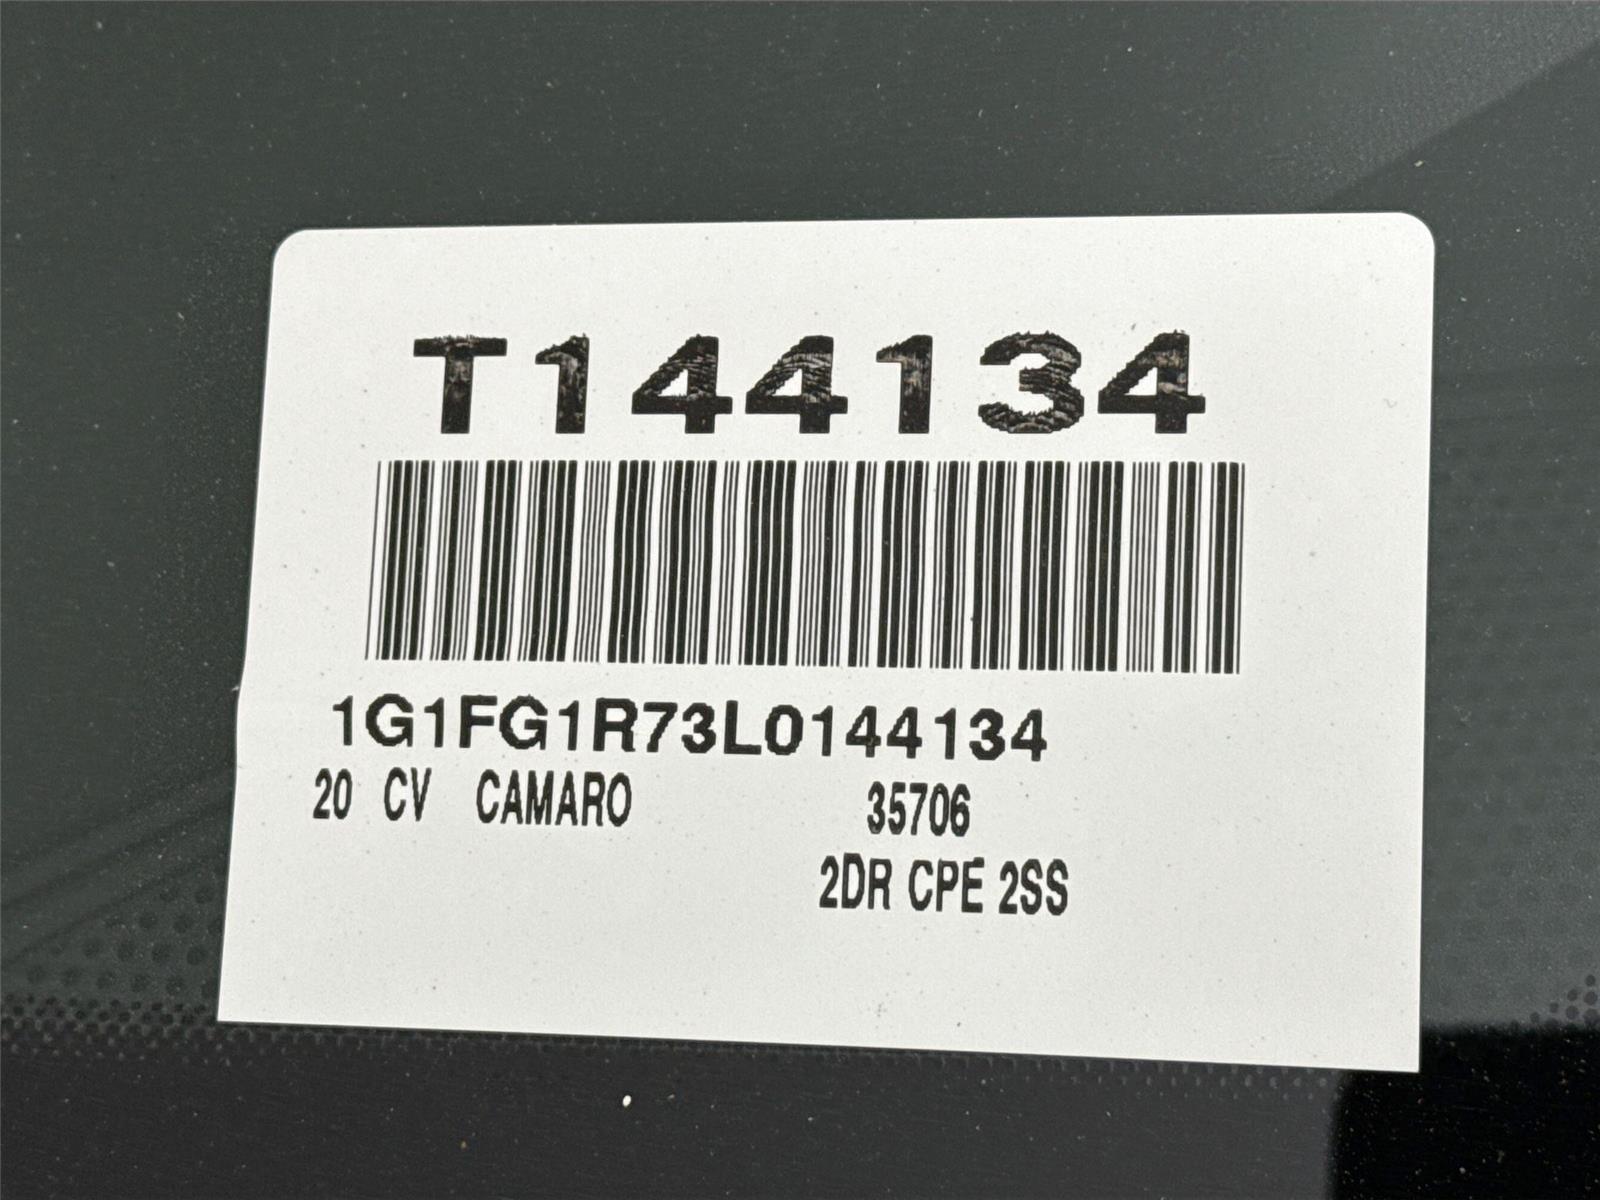 T144134
1G1FG1R73L0144134
20 CV CAMARO 35706
2DR CPE 2SS